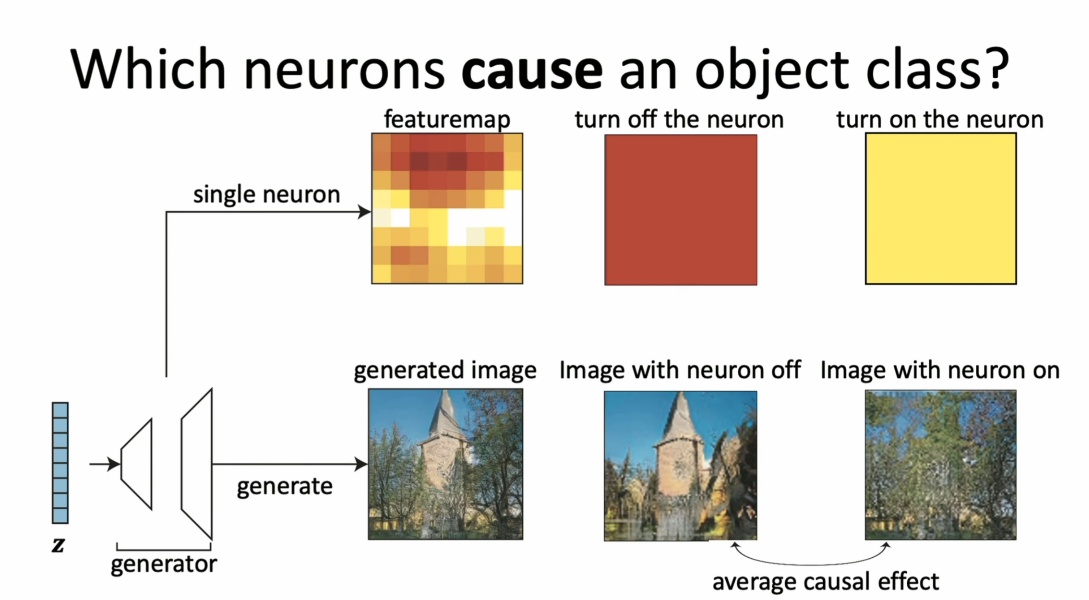 Which neurons cause an object class?
featuremap
turn off the neuron
turn on the neuron
single neuron
generated image
Image with neuron off
Image with neuron on
generate
z
generator
average causal effect